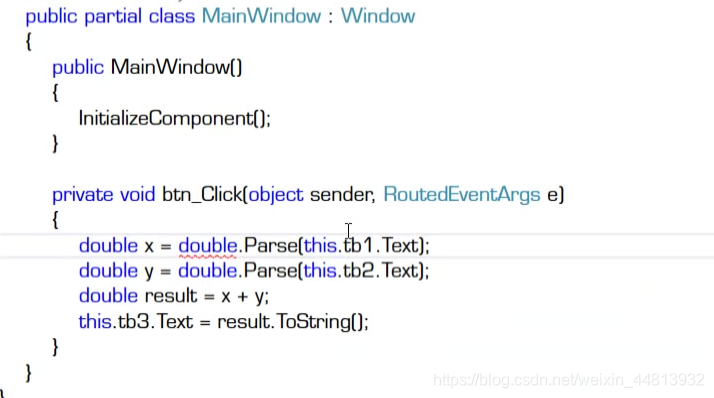 public partial class MainWindow : Window
{
public MainWindow()
{
InitializeComponent();
}
private void btn_Click(object sender, RoutedEventArgs e)
{
double x = double.Parse(this.tb1.Text);
double y = double.Parse(this.tb2.Text);
double result = x + y;
this.tb3.Text = result.ToString();
}
}
https://blog.csdn.net/weixin_44813932